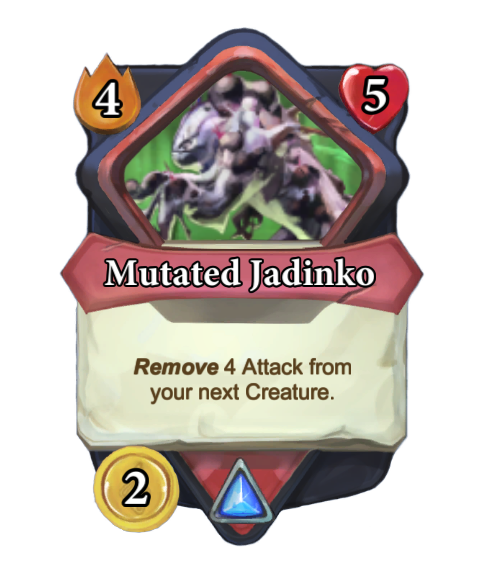 4
5
Mutated Jadinko
Remove 4 Attack from
your next Creature.
2